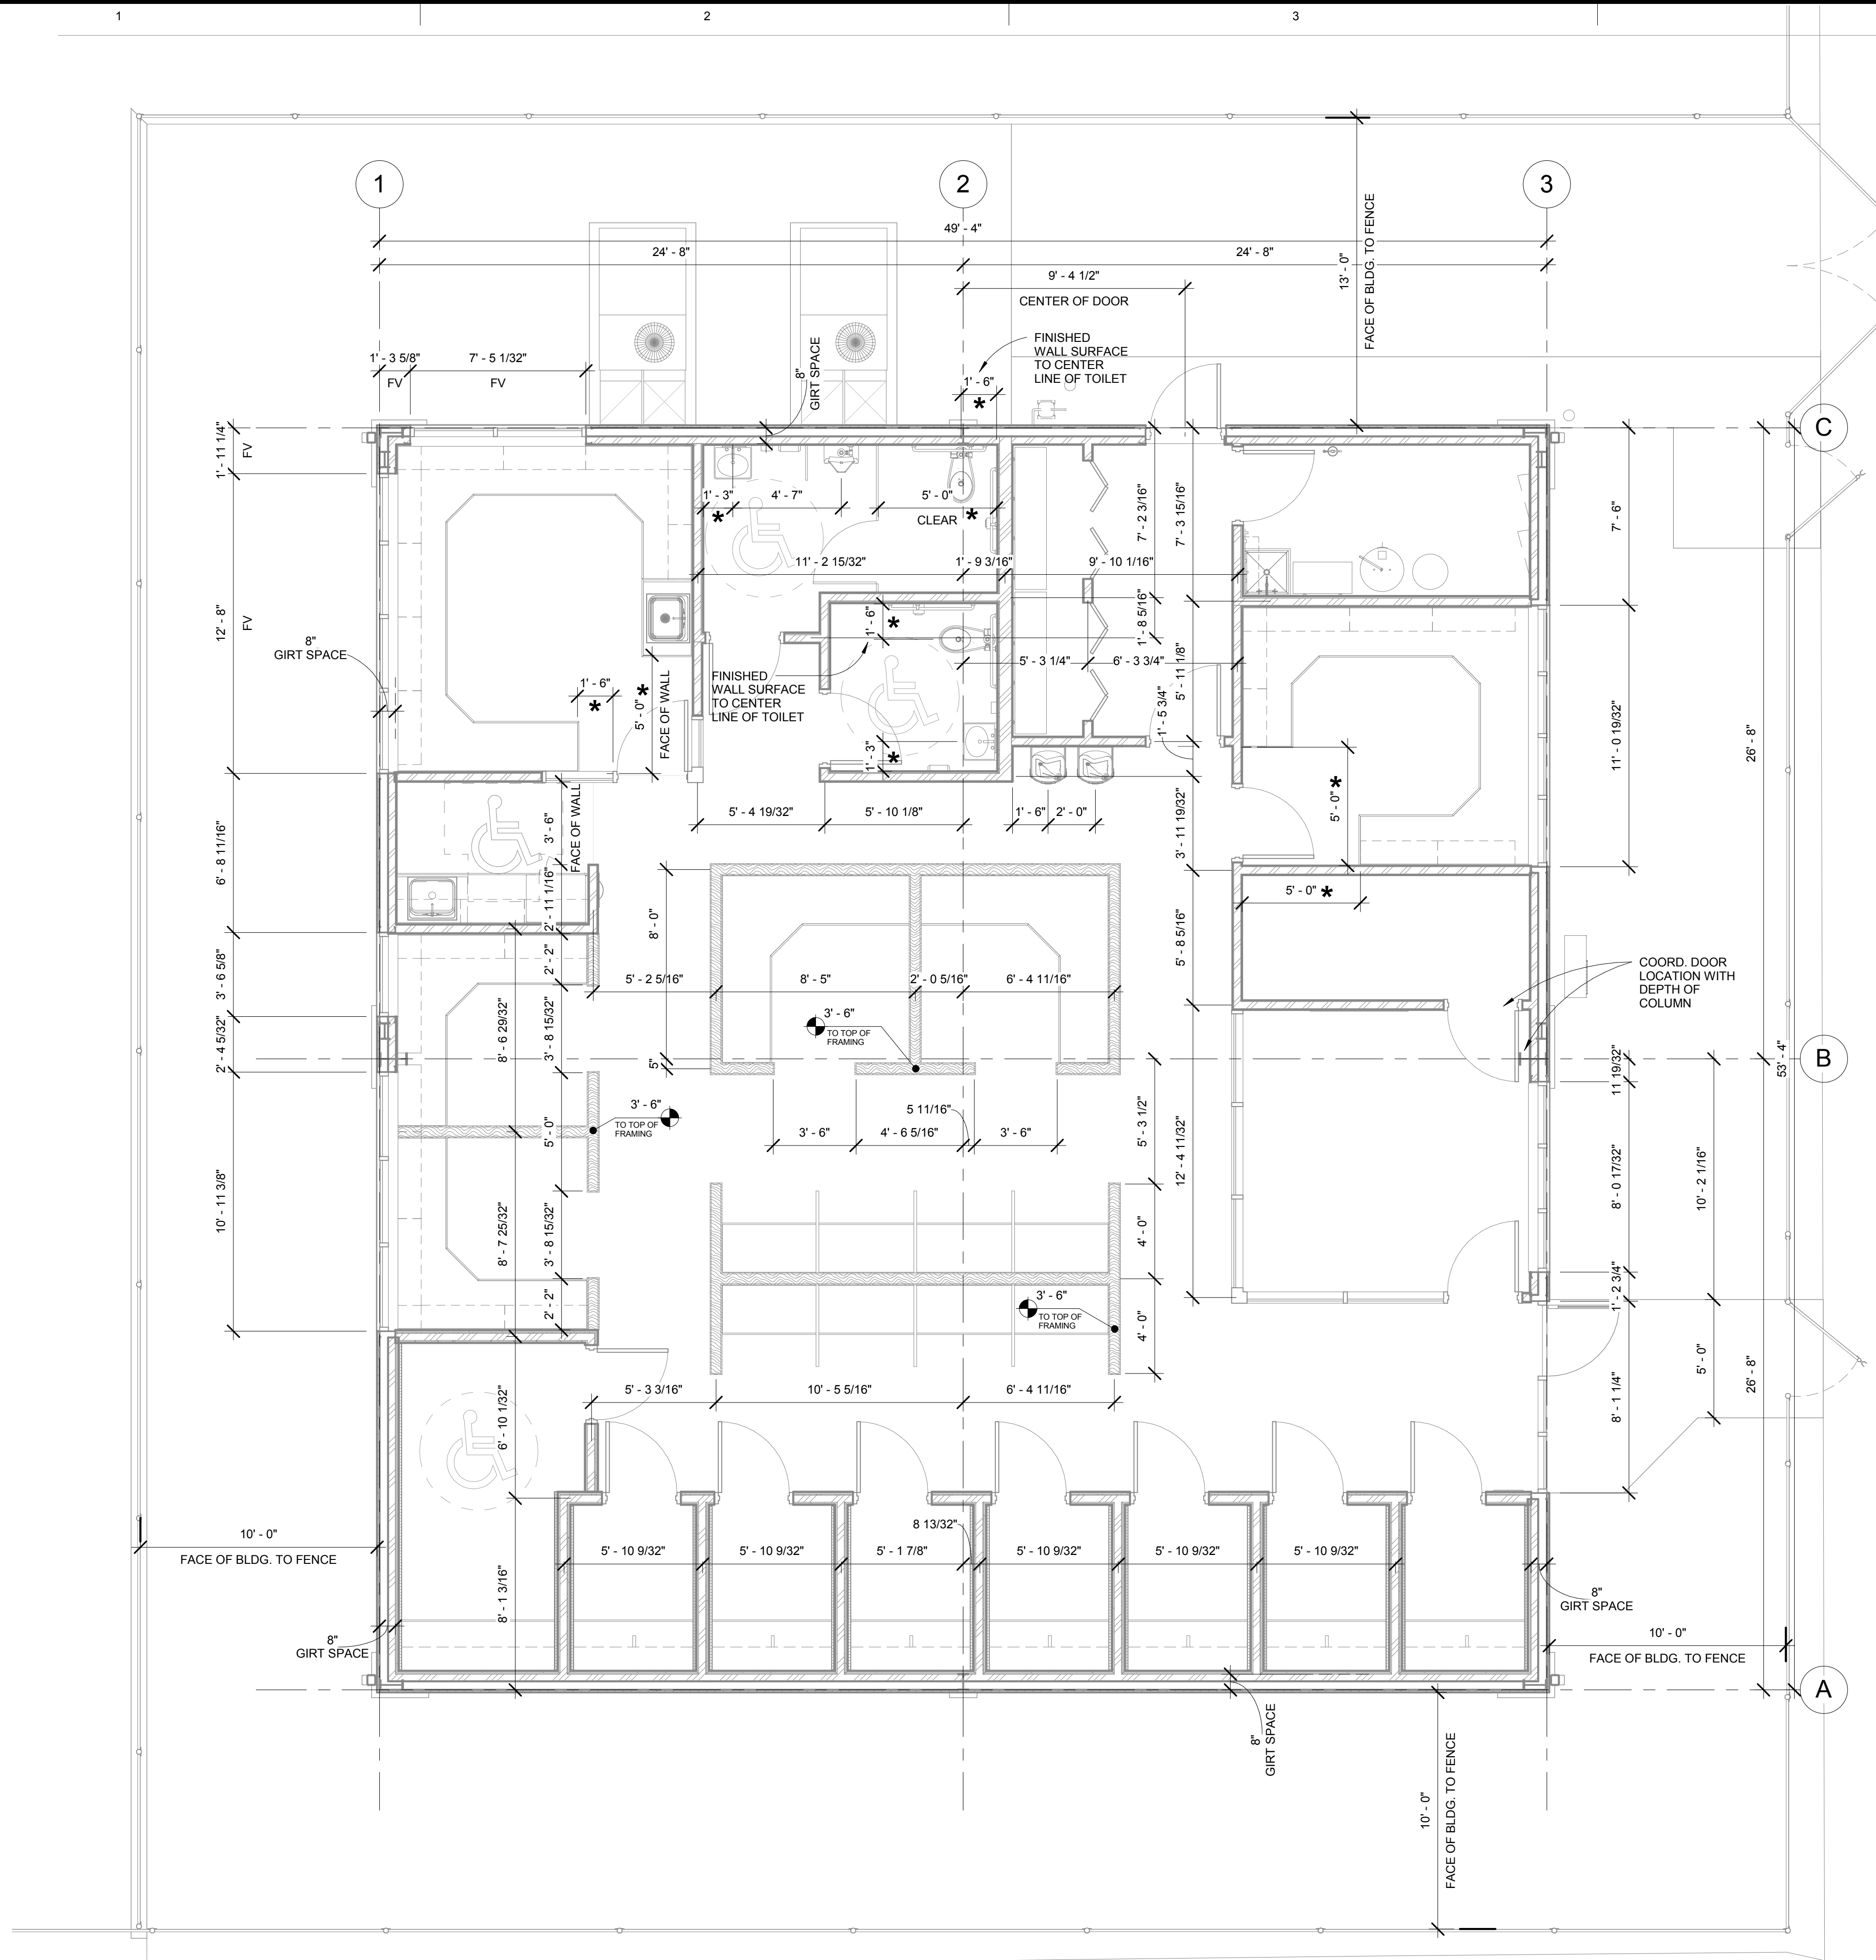 1
2
3
1
2
3
49' - 4"
24' - 8"
24' - 8"
9' - 4 1/2"
CENTER OF DOOR
13' - 0"
FACE OF BLDG. TO FENCE
FINISHED
WALL SURFACE
TO CENTER
LINE OF TOILET
1' - 3 5/8"
FV
7' - 5 1/32"
FV
8"
GIRT SPACE
1' - 6"
*
C
1' - 11 1/4"
FV
12' - 8"
FV
1' - 3"
*
4' - 7"
5' - 0"
CLEAR *
7' - 2 3/16"
7' - 3 15/16"
7' - 6"
11' - 2 15/32"
1' - 9 3/16"
9' - 10 1/16"
8"
GIRT SPACE
1' - 6"
*
1' - 8 5/16"
5' - 11 1/8"
5' - 3 1/4"
6' - 3 3/4"
1' - 6"
*
5' - 0" *
FACE OF WALL
FINISHED
WALL SURFACE
TO CENTER
LINE OF TOILET
1' - 5 3/4"
1' - 3"
*
11' - 0 19/32"
26' - 8"
5' - 0" *
5' - 4 19/32"
5' - 10 1/8"
1' - 6"
2' - 0"
3' - 11 19/32"
6' - 8 11/16"
3' - 6"
FACE OF WALL
2' - 11 1/16"
5' - 0" *
8' - 0"
5' - 8 5/16"
3' - 6 5/8"
2' - 2"
5' - 2 5/16"
8' - 5"
2' - 0 5/16"
6' - 4 11/16"
COORD. DOOR
LOCATION WITH
DEPTH OF
COLUMN
3' - 6"
TO TOP OF
FRAMING
8' - 6 29/32"
3' - 8 15/32"
2' - 4 5/32"
5"
11 19/32"
53' - 4"
B
3' - 6"
TO TOP OF
FRAMING
5' - 0"
5 11/16"
3' - 6"
4' - 6 5/16"
3' - 6"
5' - 3 1/2"
12' - 4 11/32"
8' - 0 17/32"
10' - 2 1/16"
10' - 11 3/8"
8' - 7 25/32"
3' - 8 15/32"
4' - 0"
2' - 2"
3' - 6"
TO TOP OF
FRAMING
4' - 0"
1' - 2 3/4"
5' - 0"
26' - 8"
8' - 1 1/4"
5' - 3 3/16"
10' - 5 5/16"
6' - 4 11/16"
6' - 10 1/32"
10' - 0"
FACE OF BLDG. TO FENCE
8 13/32"
5' - 10 9/32"
5' - 10 9/32"
5' - 1 7/8"
5' - 10 9/32"
5' - 10 9/32"
5' - 10 9/32"
8' - 1 3/16"
8"
GIRT SPACE
8"
GIRT SPACE
10' - 0"
FACE OF BLDG. TO FENCE
A
8"
GIRT SPACE
10' - 0"
FACE OF BLDG. TO FENCE